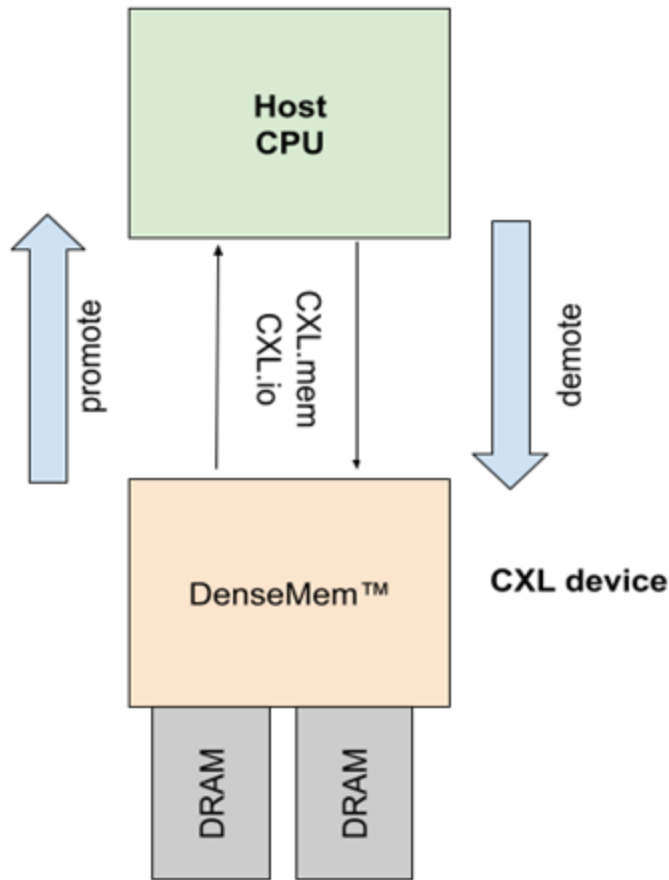 Host
CPU
promote
CXL.mem
CXL.io
demote
DenseMem™
CXL device
DRAM
DRAM